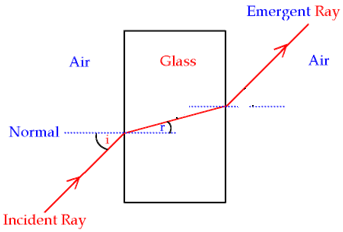 Emergent Ray
Air
Glass
Air
Normal
i
r
Incident Ray